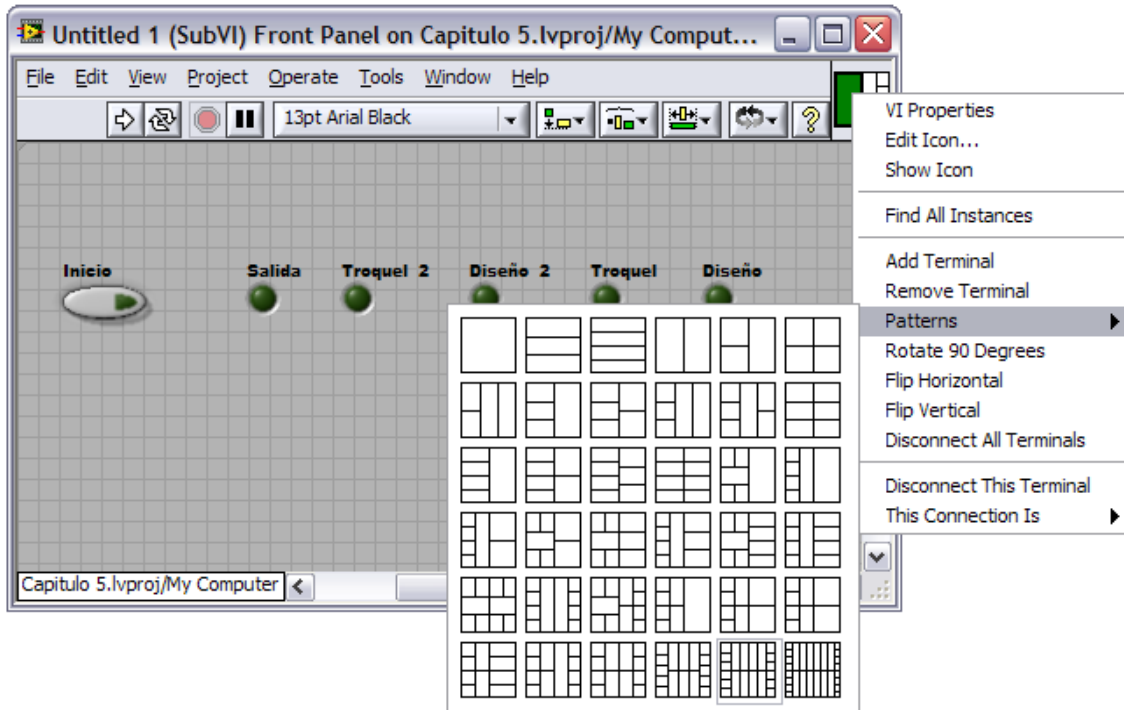 Untitled 1 (SubVI) Front Panel on Capitulo 5.lvproj/My Comput...
File Edit View Project Operate Tools Window Help
13pt Arial Black
Inicio Salida Troquel 2 Diseño 2 Troquel Diseño
VI Properties
Edit Icon...
Show Icon
Find All Instances
Add Terminal
Remove Terminal
Patterns
Rotate 90 Degrees
Flip Horizontal
Flip Vertical
Disconnect All Terminals
Disconnect This Terminal
This Connection Is
Capitulo 5.lvproj/My Computer